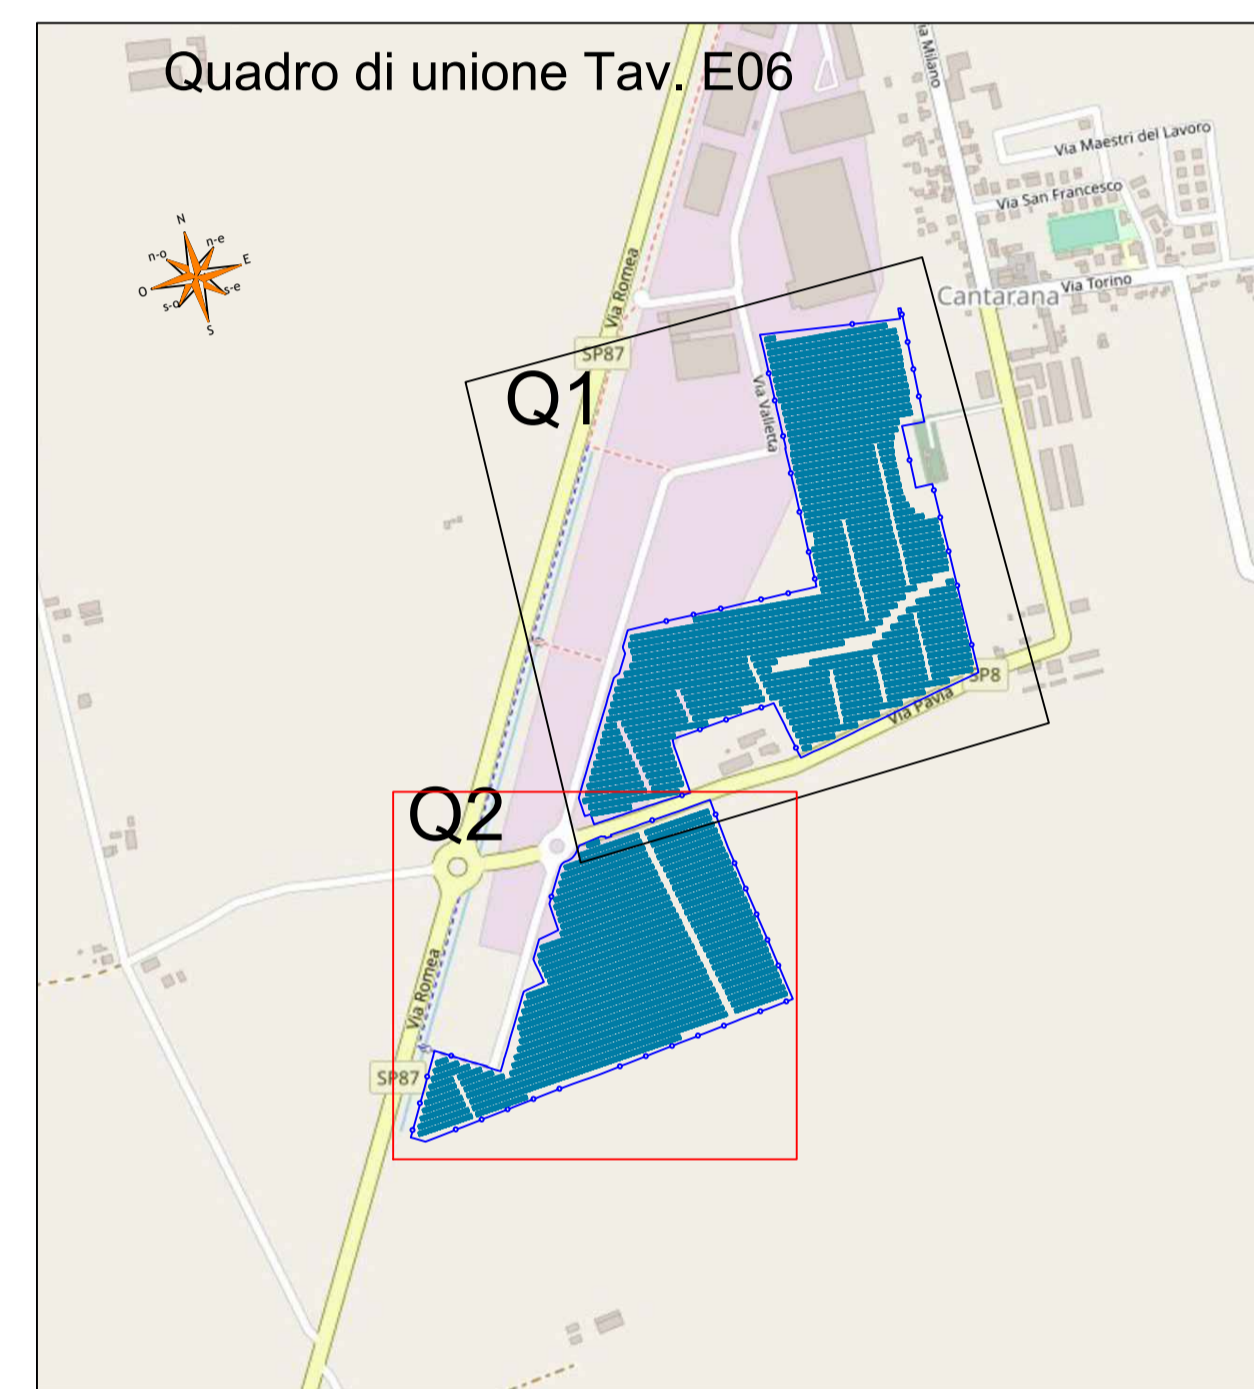 Quadro di unione Tav. E06
ia Milano
Via Maestri del Lavoro
Via San Francesco
N
n-e
E
s-e
S
s-o
O
n-o
Via Torino
Cantarana
Via Romea
SP87
Q1
Via Valletta
SP8
Via Pavia
Q2
Via Romea
SP87